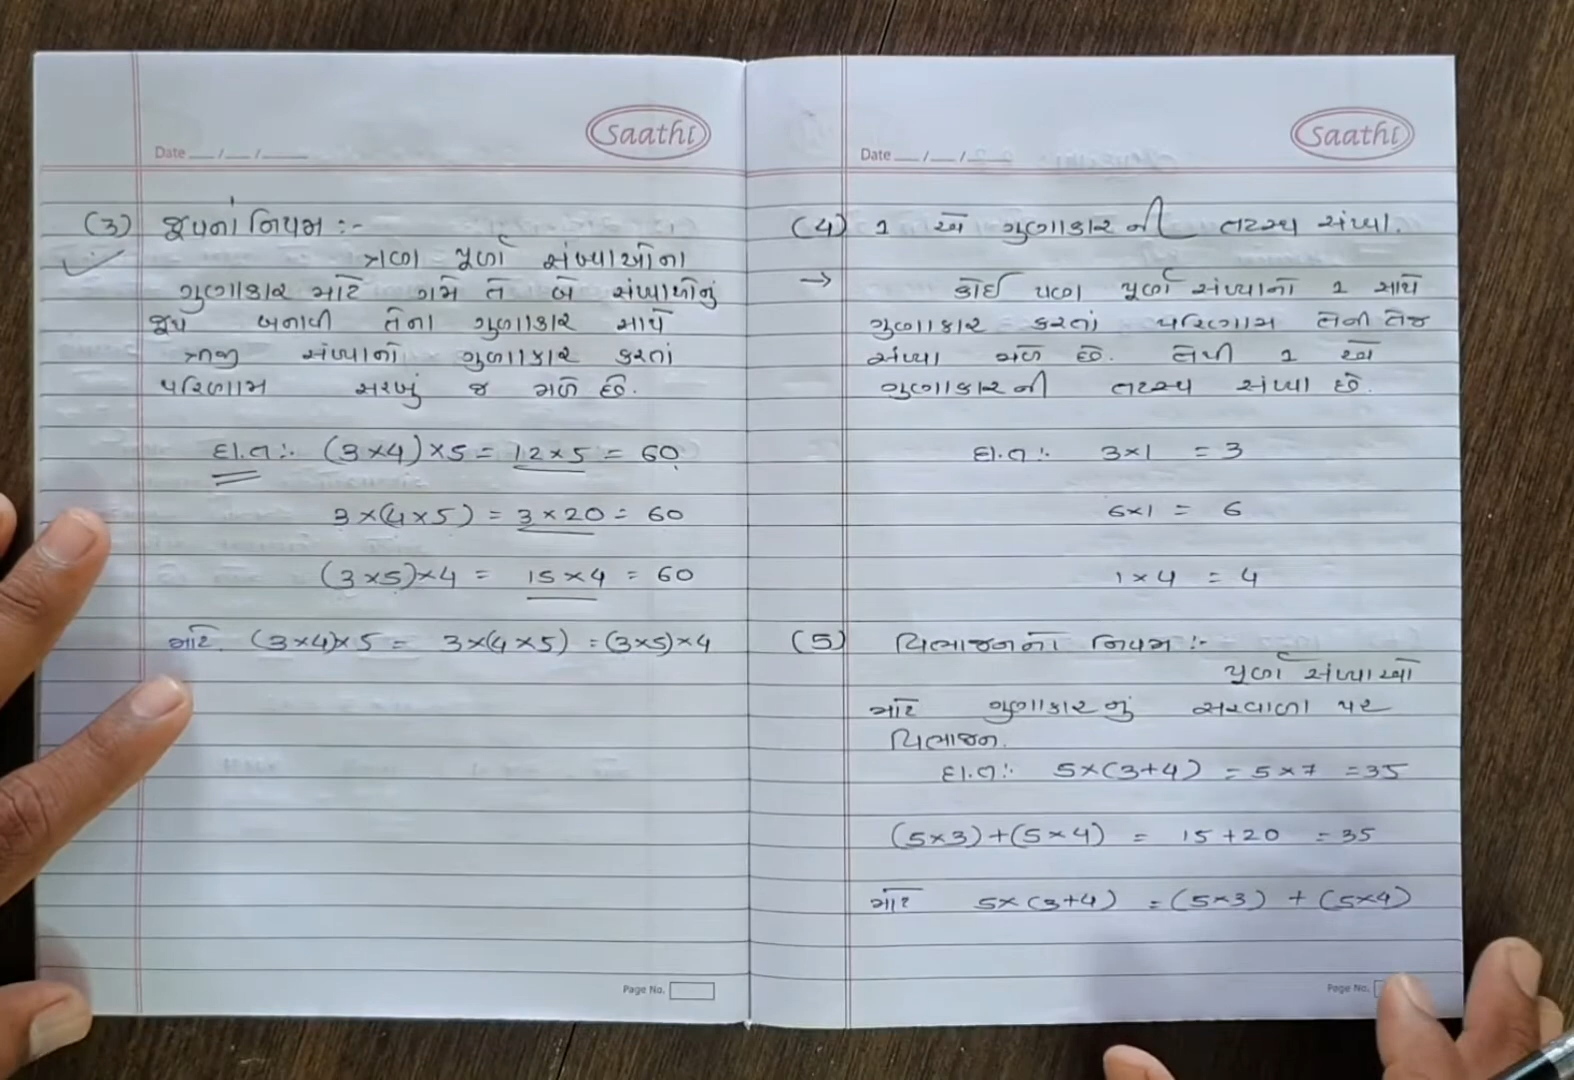 saathi
Date __/__/____
(3) જૂથનો નિયમ :-
ત્રણ પૂર્ણ સંખ્યાઓના
ગુણાકાર માટે ગમે તે બે સંખ્યાઓનું
જૂથ બનાવી તેના ગુણાકાર સાથે
ત્રીજી સંખ્યાનો ગુણાકાર કરતાં
પરિણામ સરખું જ મળે છે.
દા.ત :. (3×4)×5 = 12×5 = 60
3×(4×5) = 3×20 = 60
(3×5)×4 = 15×4 = 60
માટે (3×4)×5 = 3×(4×5) = (3×5)×4
Page No.
saathi
Date __/__/____
(4) 1 એ ગુણાકારની તટસ્થ સંખ્યા.
→ કોઈ પણ પૂર્ણ સંખ્યાનો 1 સાથે
ગુણાકાર કરતાં પરિણામ તેની તેજ
સંખ્યા મળે છે. તેથી 1 એ
ગુણાકારની તટસ્થ સંખ્યા છે.
દા.ત :. 3×1 = 3
6×1 = 6
1×4 = 4
(5) વિભાજનનો નિયમ :-
પૂર્ણ સંખ્યાઓ
માટે ગુણાકારનું સરવાળા પર
વિભાજન.
દા.ત :. 5×(3+4) = 5×7 = 35
(5×3)+(5×4) = 15+20 = 35
માટે 5×(3+4) = (5×3) + (5×4)
Page No.